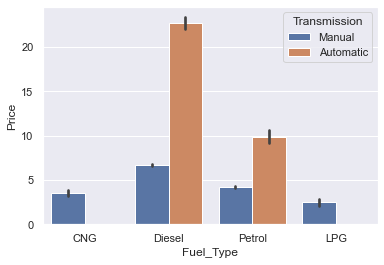 Transmission
Manual
Automatic
20
15
10
5
0
Price
CNG Diesel Petrol LPG
Fuel_Type